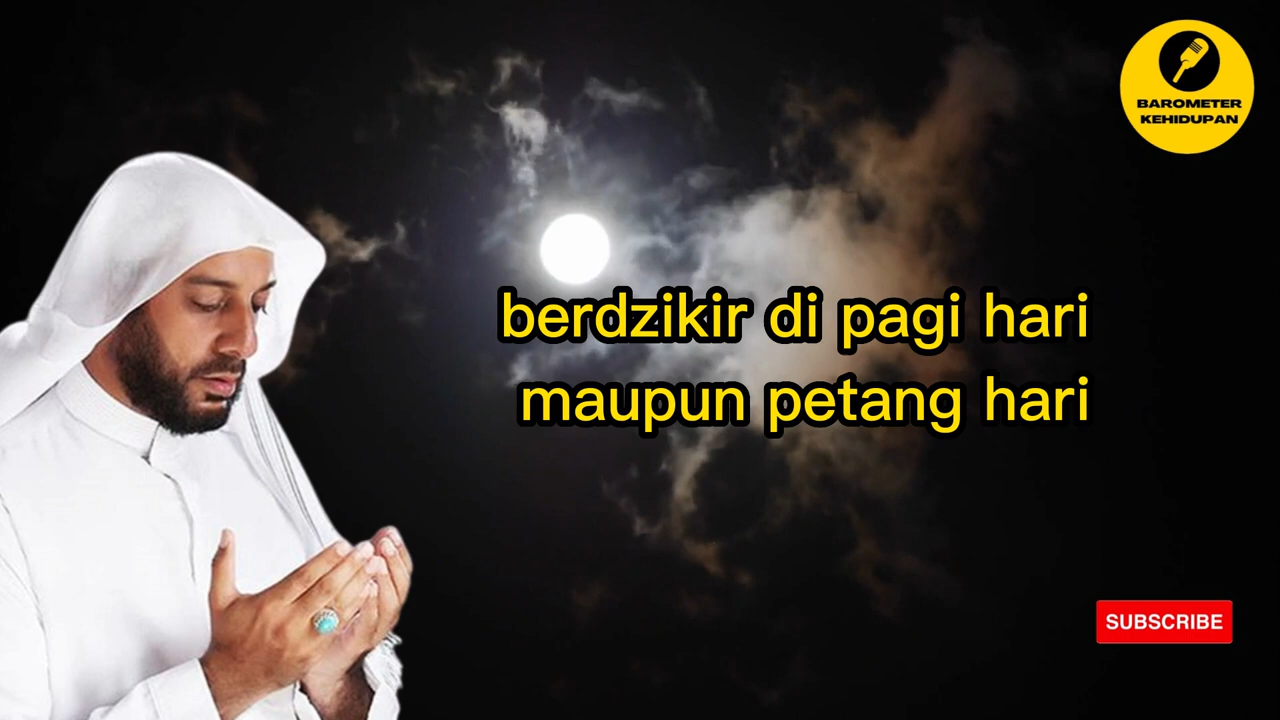 BAROMETER
KEHIDUPAN
berdzikir di pagi hari
maupun petang hari
SUBSCRIBE